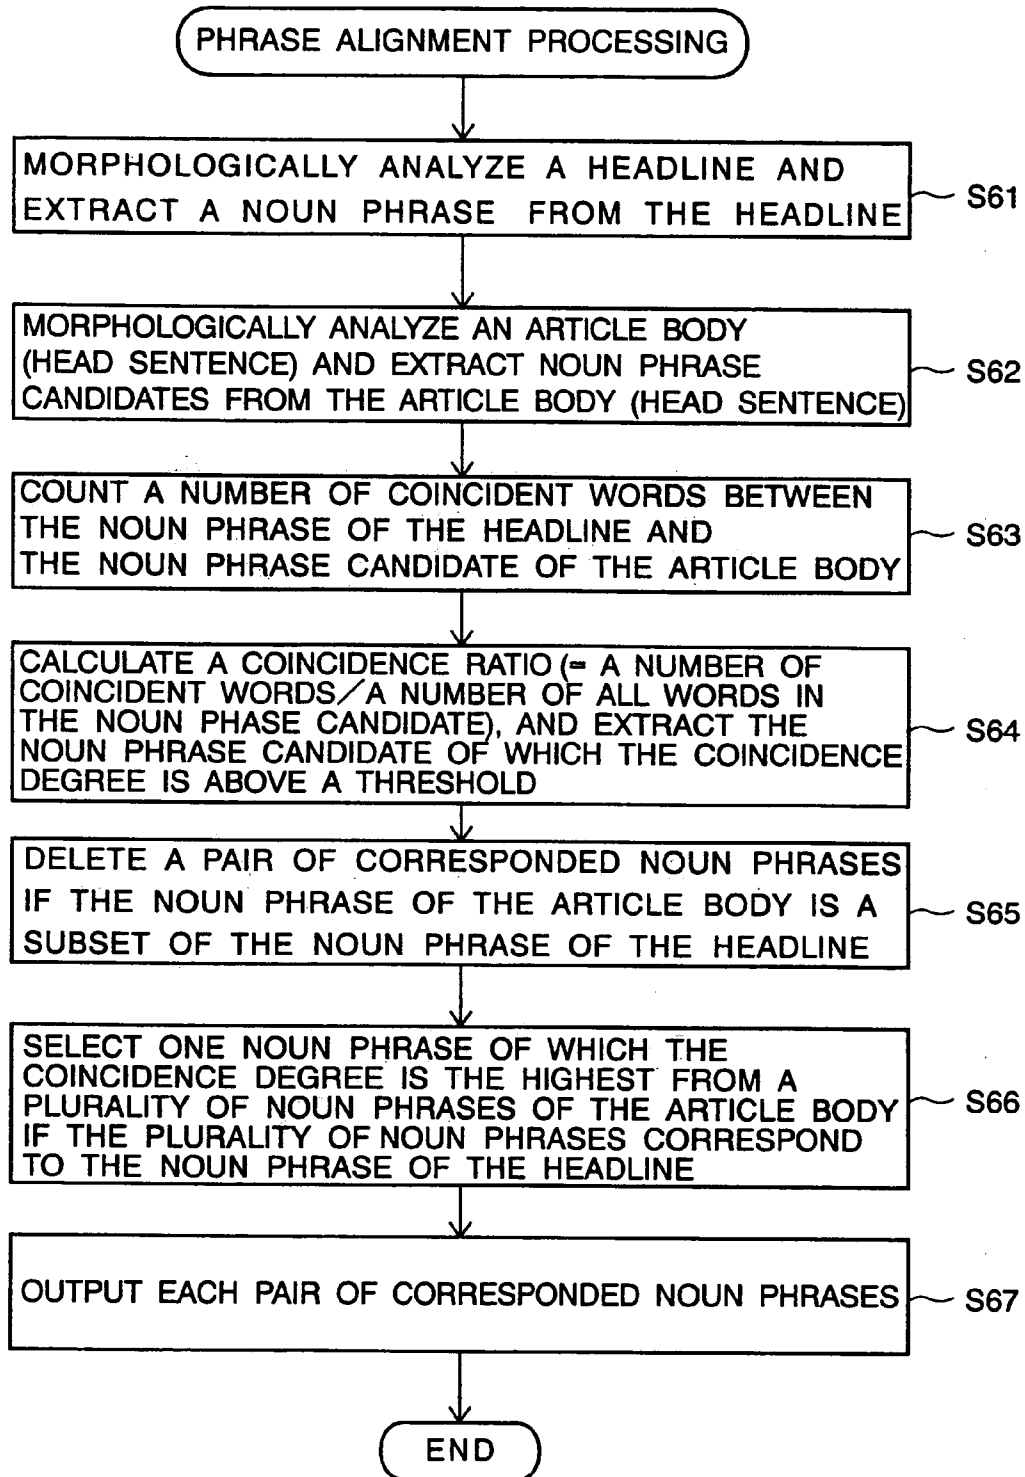 PHRASE ALIGNMENT PROCESSING
MORPHOLOGICALLY ANALYZE A HEADLINE AND
EXTRACT A NOUN PHRASE FROM THE HEADLINE
S61
MORPHOLOGICALLY ANALYZE AN ARTICLE BODY
(HEAD SENTENCE) AND EXTRACT NOUN PHRASE
CANDIDATES FROM THE ARTICLE BODY (HEAD SENTENCE)
S62
COUNT A NUMBER OF COINCIDENT WORDS BETWEEN
THE NOUN PHRASE OF THE HEADLINE AND
THE NOUN PHRASE CANDIDATE OF THE ARTICLE BODY
S63
CALCULATE A COINCIDENCE RATIO (= A NUMBER OF
COINCIDENT WORDS/A NUMBER OF ALL WORDS IN
THE NOUN PHASE CANDIDATE), AND EXTRACT THE
NOUN PHRASE CANDIDATE OF WHICH THE COINCIDENCE
DEGREE IS ABOVE A THRESHOLD
S64
DELETE A PAIR OF CORRESPONDED NOUN PHRASES
IF THE NOUN PHRASE OF THE ARTICLE BODY IS A
SUBSET OF THE NOUN PHRASE OF THE HEADLINE
S65
SELECT ONE NOUN PHRASE OF WHICH THE
COINCIDENCE DEGREE IS THE HIGHEST FROM A
PLURALITY OF NOUN PHRASES OF THE ARTICLE BODY
IF THE PLURALITY OF NOUN PHRASES CORRESPOND
TO THE NOUN PHRASE OF THE HEADLINE
S66
OUTPUT EACH PAIR OF CORRESPONDED NOUN PHRASES
S67
END